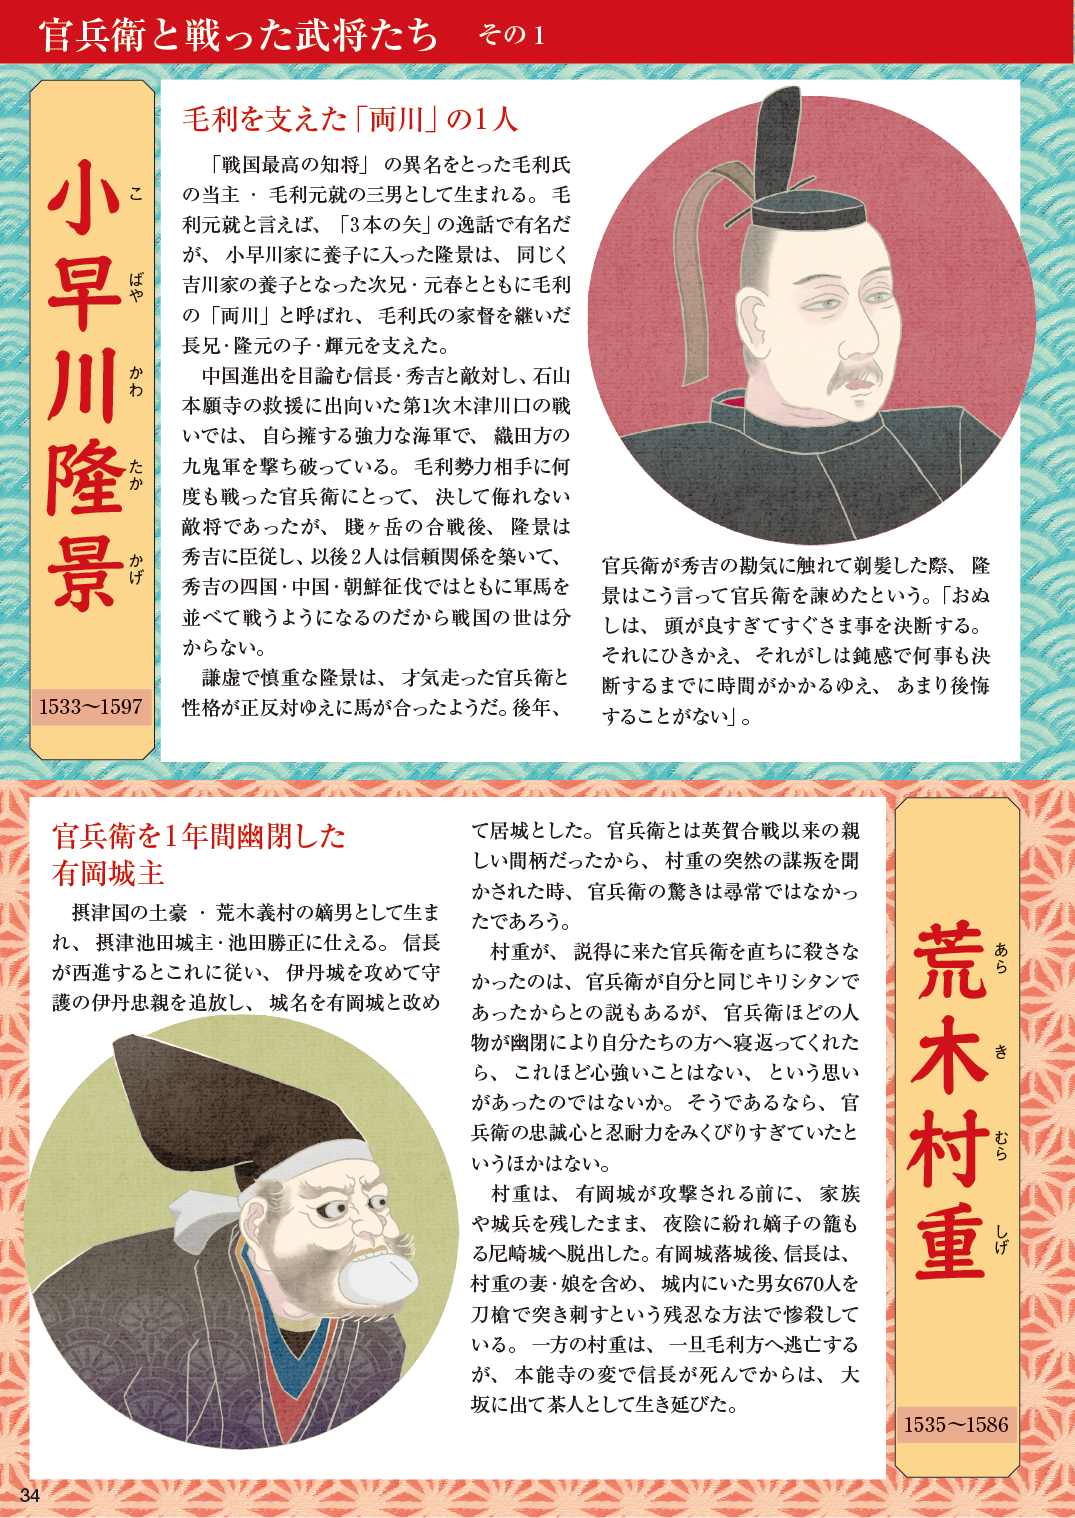 官兵衛と戦った武将たち その1
小早川隆景
こばやかわたかかげ
1533〜1597
毛利を支えた「両川」の1人
「戦国最高の知将」の異名をとった毛利氏
の当主・毛利元就の三男として生まれる。毛
利元就と言えば、「3本の矢」の逸話で有名だ
が、小早川家に養子に入った隆景は、同じく
吉川家の養子となった次兄・元春とともに毛利
の「両川」と呼ばれ、毛利氏の家督を継いだ
長兄・隆元の子・輝元を支えた。
中国進出を目論む信長・秀吉と敵対し、石山
本願寺の救援に出向いた第1次木津川口の戦
いでは、自ら擁する強力な海軍で、織田方の
九鬼軍を撃ち破っている。毛利勢力相手に何
度も戦った官兵衛にとって、決して侮れない
敵将であったが、賤ヶ岳の合戦後、隆景は
秀吉に臣従し、以後2人は信頼関係を築いて、
秀吉の四国・中国・朝鮮征伐ではともに軍馬を
並べて戦うようになるのだから戦国の世は分
からない。
謙虚で慎重な隆景は、才気走った官兵衛と
性格が正反対ゆえに馬が合ったようだ。後年、
官兵衛が秀吉の勘気に触れて剃髪した際、隆
景はこう言って官兵衛を諫めたという。「おぬ
しは、頭が良すぎてすぐさま事を決断する。
それにひきかえ、それがしは鈍感で何事も決
断するまでに時間がかかるゆえ、あまり後悔
することがない」。
官兵衛を1年間幽閉した
有岡城主
摂津国の土豪・荒木義村の嫡男として生ま
れ、摂津池田城主・池田勝正に仕える。信長
が西進するとこれに従い、伊丹城を攻めて守
護の伊丹忠親を追放し、城名を有岡城と改め
て居城とした。官兵衛とは英賀合戦以来の親
しい間柄だったから、村重の突然の謀叛を聞
かされた時、官兵衛の驚きは尋常ではなかっ
たであろう。
村重が、説得に来た官兵衛を直ちに殺さな
かったのは、官兵衛が自分と同じキリシタンで
あったからとの説もあるが、官兵衛ほどの人
物が幽閉により自分たちの方へ寝返ってくれた
ら、これほど心強いことはない、という思い
があったのではないか。そうであるなら、官
兵衛の忠誠心と忍耐力をみくびりすぎていたと
いうほかはない。
村重は、有岡城が攻撃される前に、家族
や城兵を残したまま、夜陰に紛れ嫡子の籠も
る尼崎城へ脱出した。有岡城落城後、信長は、
村重の妻・娘を含め、城内にいた男女670人を
刀槍で突き刺すという残忍な方法で惨殺して
いる。一方の村重は、一旦毛利方へ逃亡する
が、本能寺の変で信長が死んでからは、大
坂に出て茶人として生き延びた。
荒木村重
あらきむらしげ
1535〜1586
34